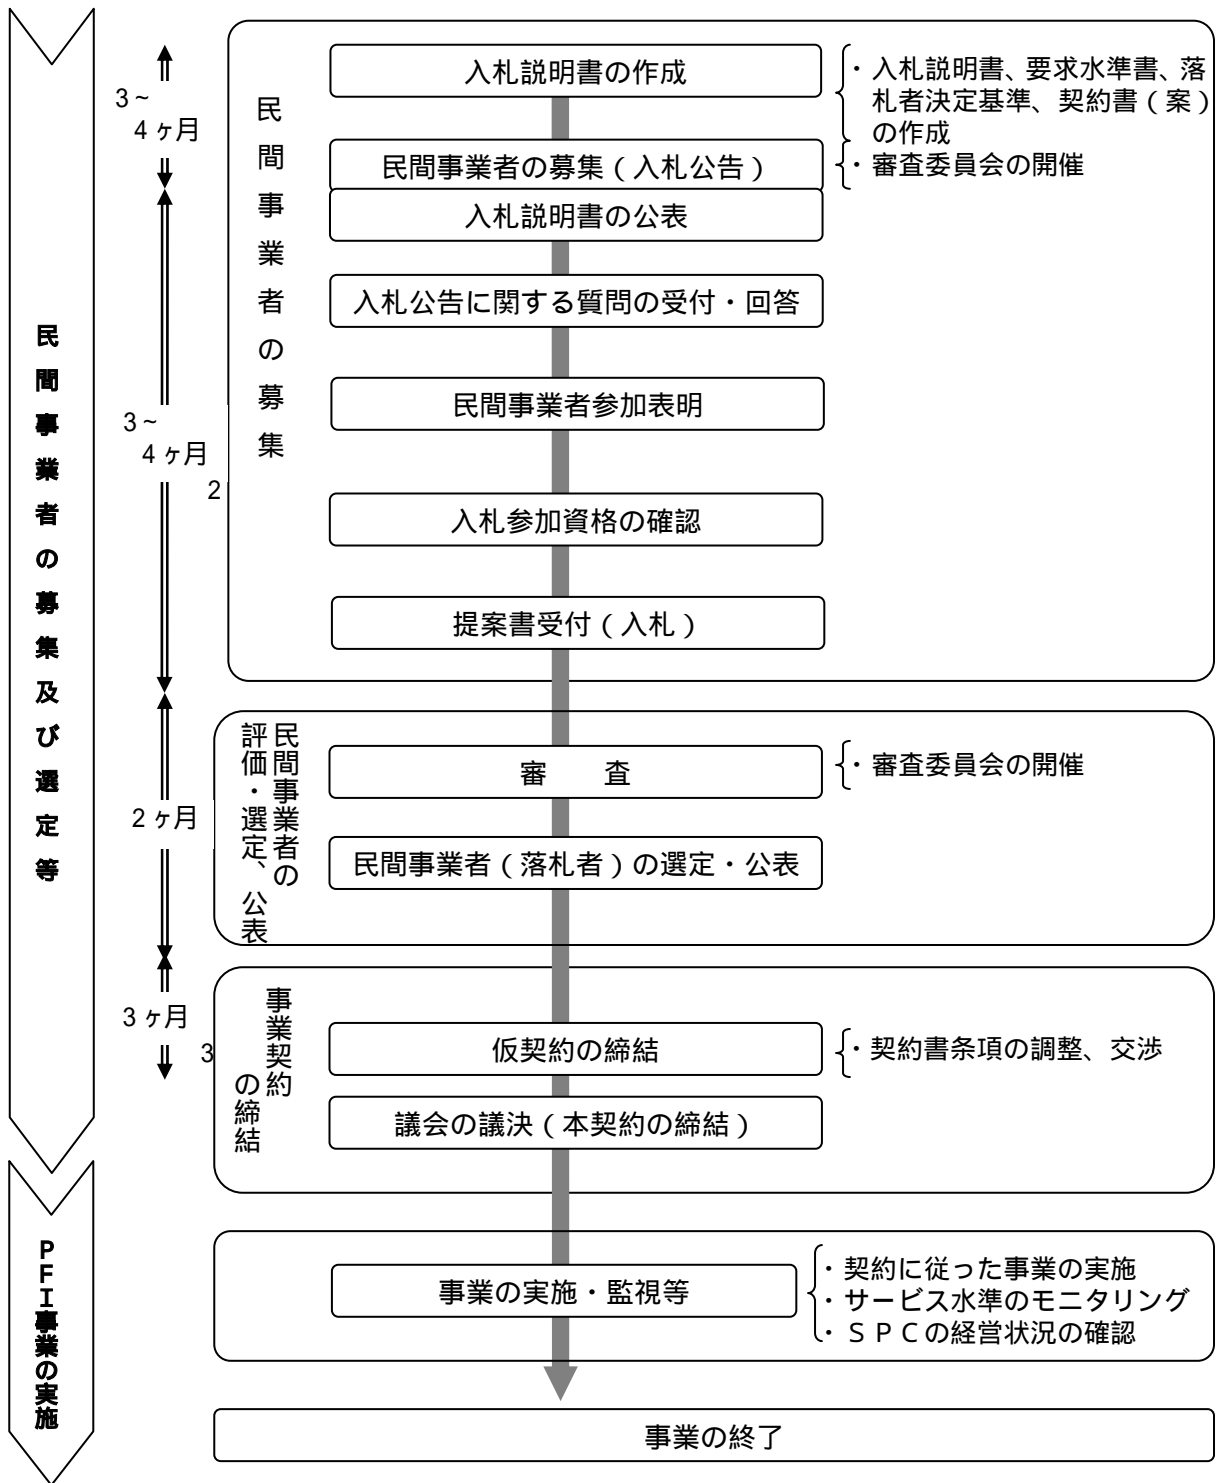 民間事業者の募集及び選定等
3~
4ヶ月
民間事業者の募集
入札説明書の作成
・入札説明書、要求水準書、落
札者決定基準、契約書(案)
の作成
民間事業者の募集(入札公告)
・審査委員会の開催
入札説明書の公表
入札公告に関する質問の受付・回答
民間事業者参加表明
3~
4ヶ月
2
入札参加資格の確認
提案書受付(入札)
2ヶ月
民間事業者の
評価・選定、公表
審　　査
・審査委員会の開催
民間事業者(落札者)の選定・公表
3ヶ月
3
事業契約
の締結
仮契約の締結
・契約書条項の調整、交渉
議会の議決(本契約の締結)
PFI事業の実施
事業の実施・監視等
・契約に従った事業の実施
・サービス水準のモニタリング
・SPCの経営状況の確認
事業の終了